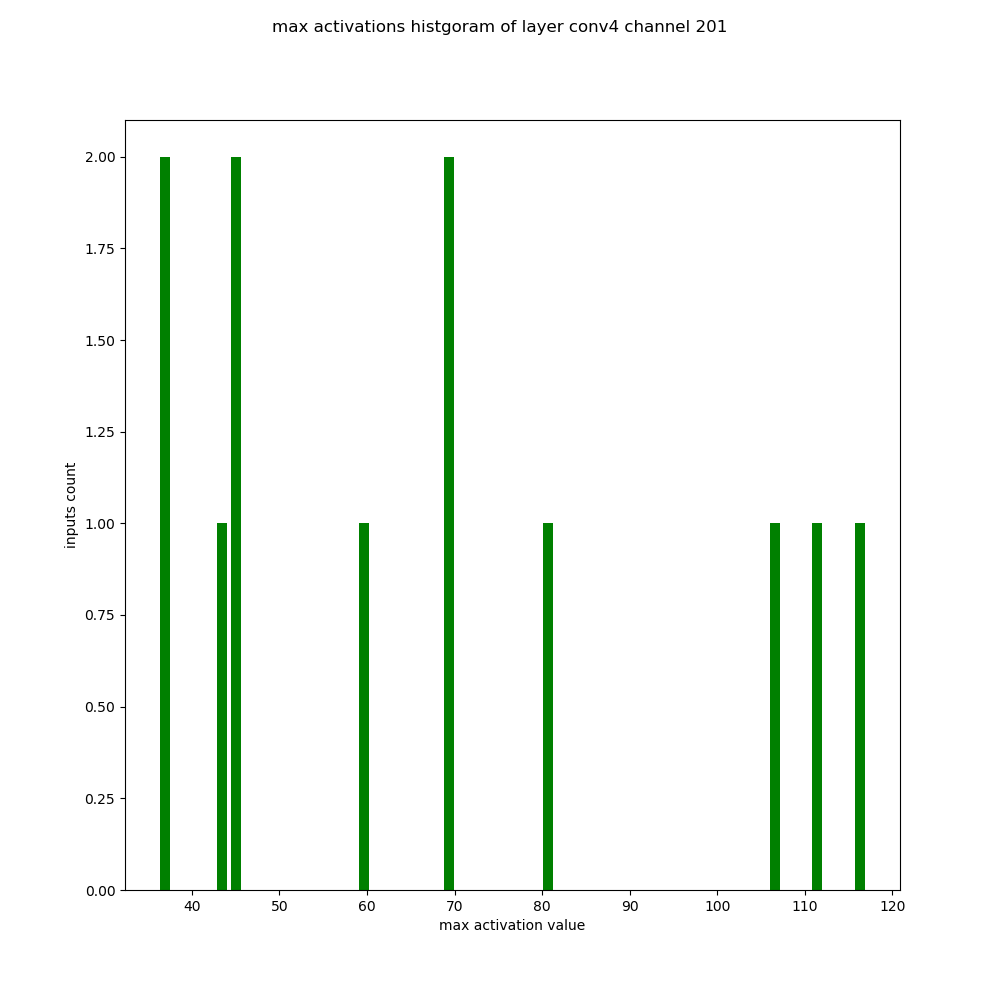 max activations histgoram of layer conv4 channel 201
2.00
1.75
1.50
1.25
1.00
0.75
0.50
0.25
0.00
inputs count
40 50 60 70 80 90 100 110 120
max activation value